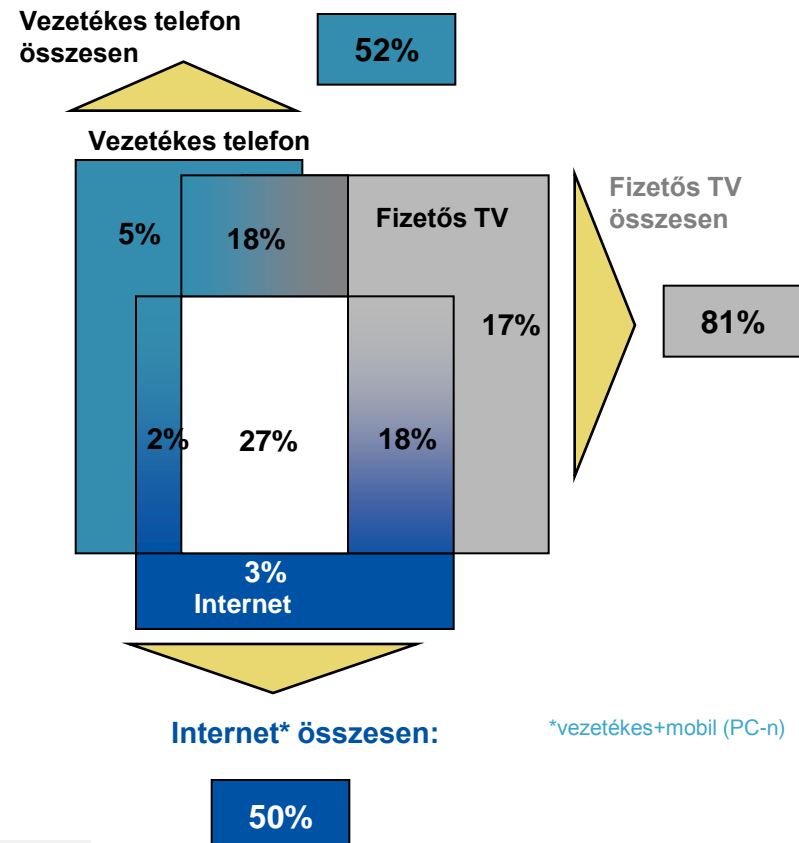 Vezetékes telefon
összesen
52%
Vezetékes telefon
Fizetős TV
összesen
Fizetős TV
5%
18%
17%
81%
2%
27%
18%
3%
Internet
Internet* összesen:
*vezetékes+mobil (PC-n)
50%